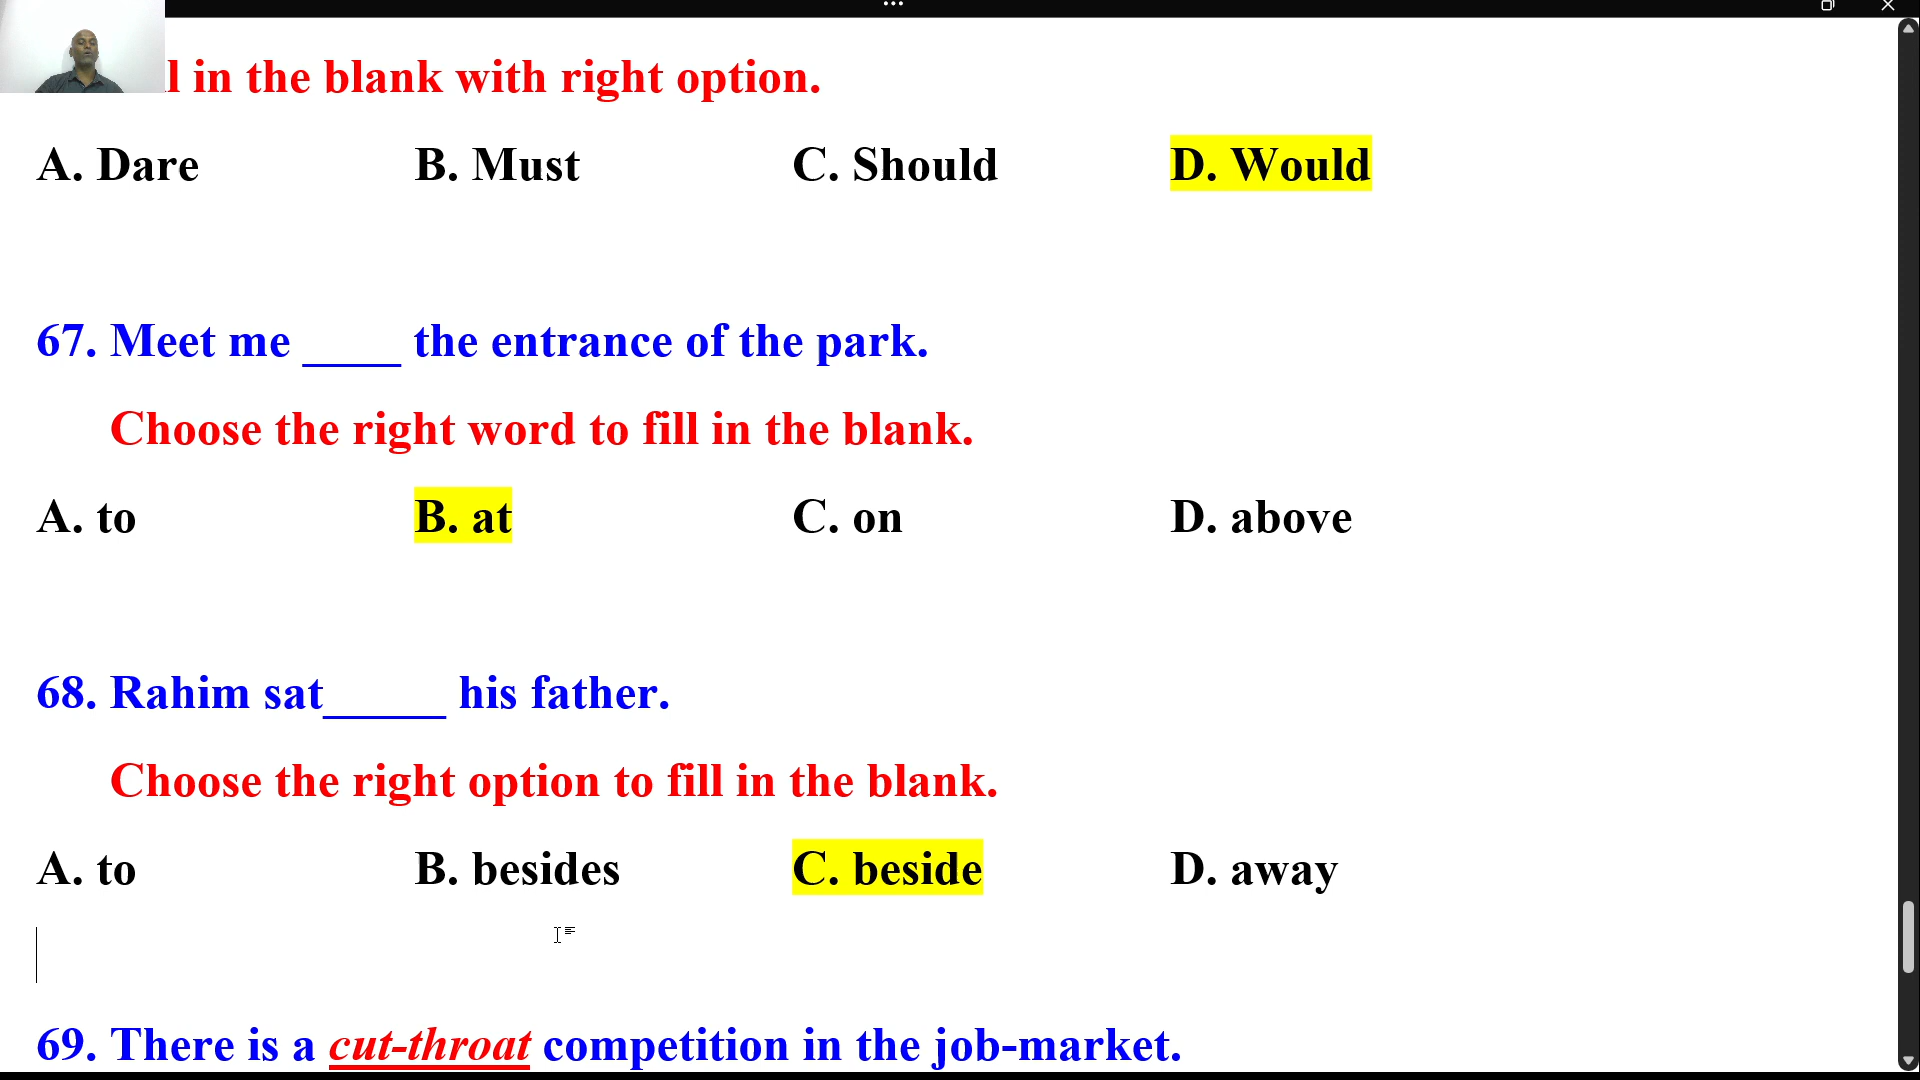 l in the blank with right option.
A. Dare B. Must C. Should D. Would
67. Meet me ____ the entrance of the park.
Choose the right word to fill in the blank.
A. to B. at C. on D. above
68. Rahim sat_____ his father.
Choose the right option to fill in the blank.
A. to B. besides C. beside D. away
69. There is a cut-throat competition in the job-market.